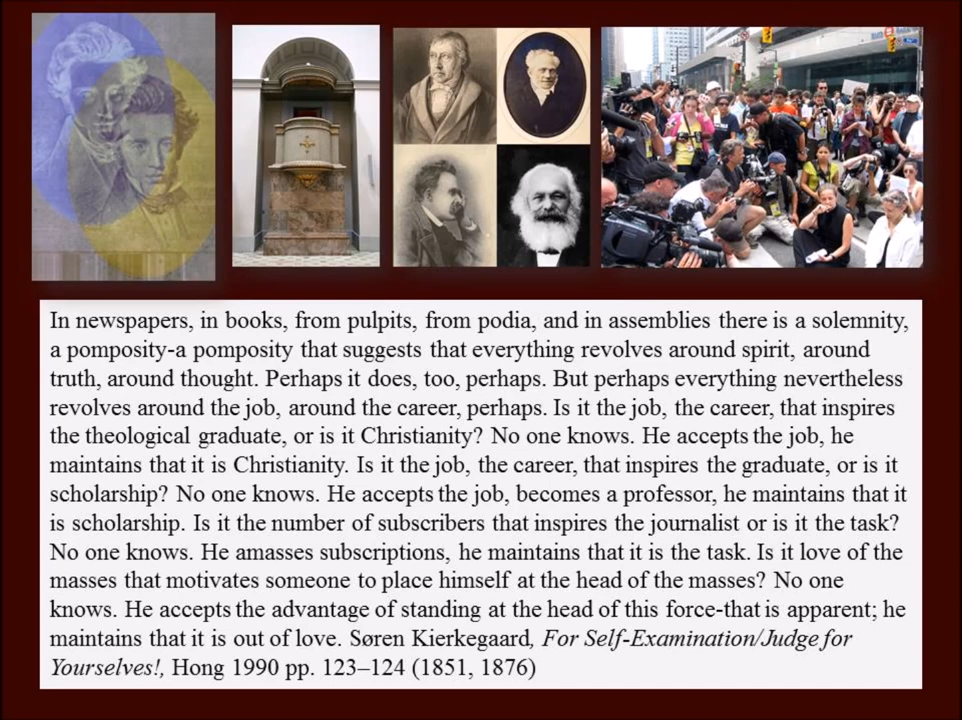 In newspapers, in books, from pulpits, from podia, and in assemblies there is a solemnity,
a pomposity-a pomposity that suggests that everything revolves around spirit, around
truth, around thought. Perhaps it does, too, perhaps. But perhaps everything nevertheless
revolves around the job, around the career, perhaps. Is it the job, the career, that inspires
the theological graduate, or is it Christianity? No one knows. He accepts the job, he
maintains that it is Christianity. Is it the job, the career, that inspires the graduate, or is it
scholarship? No one knows. He accepts the job, becomes a professor, he maintains that it
is scholarship. Is it the number of subscribers that inspires the journalist or is it the task?
No one knows. He amasses subscriptions, he maintains that it is the task. Is it love of the
masses that motivates someone to place himself at the head of the masses? No one
knows. He accepts the advantage of standing at the head of this force-that is apparent; he
maintains that it is out of love. Søren Kierkegaard, For Self-Examination/Judge for
Yourselves!, Hong 1990 pp. 123–124 (1851, 1876)